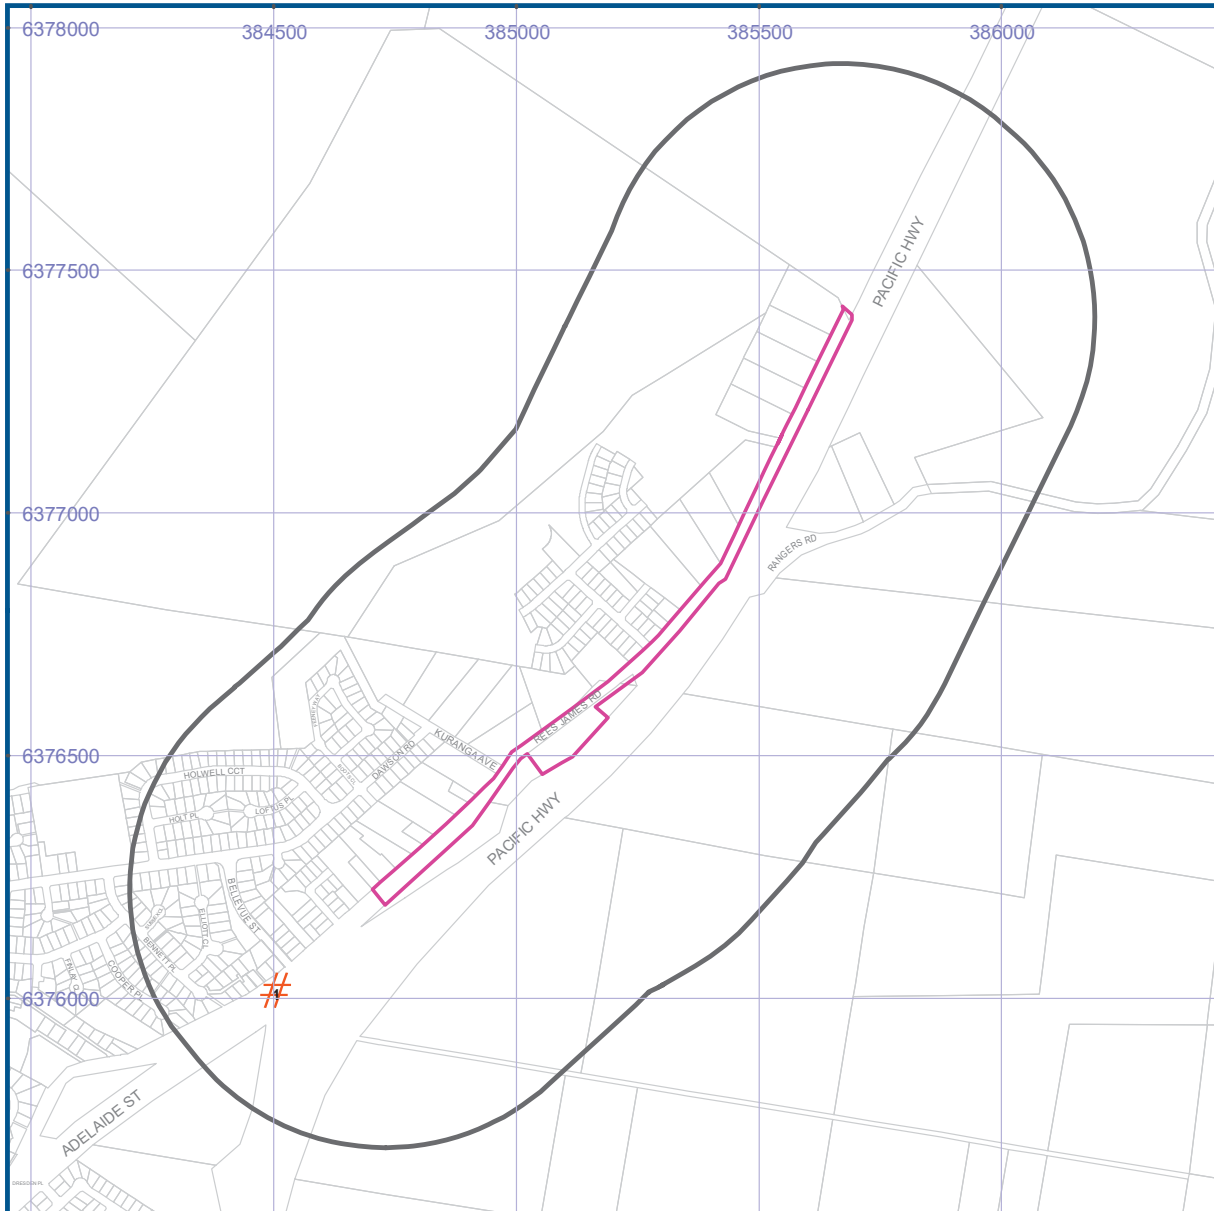 6378000
384500
385000
385500
386000
PACIFIC HWY
6377500
6377000
RANGERS RD
REES JAMES RD
KURANGA AVE
DAWSON RD
6376500
HOLWELL CCT
LOFTUS PL
HOLT PL
PACIFIC HWY
BELLEVUE ST
ELLIOTT CL
BENNETT PL
COOPER PL
6376000
#
1
ADELAIDE ST
DRESDEN PL